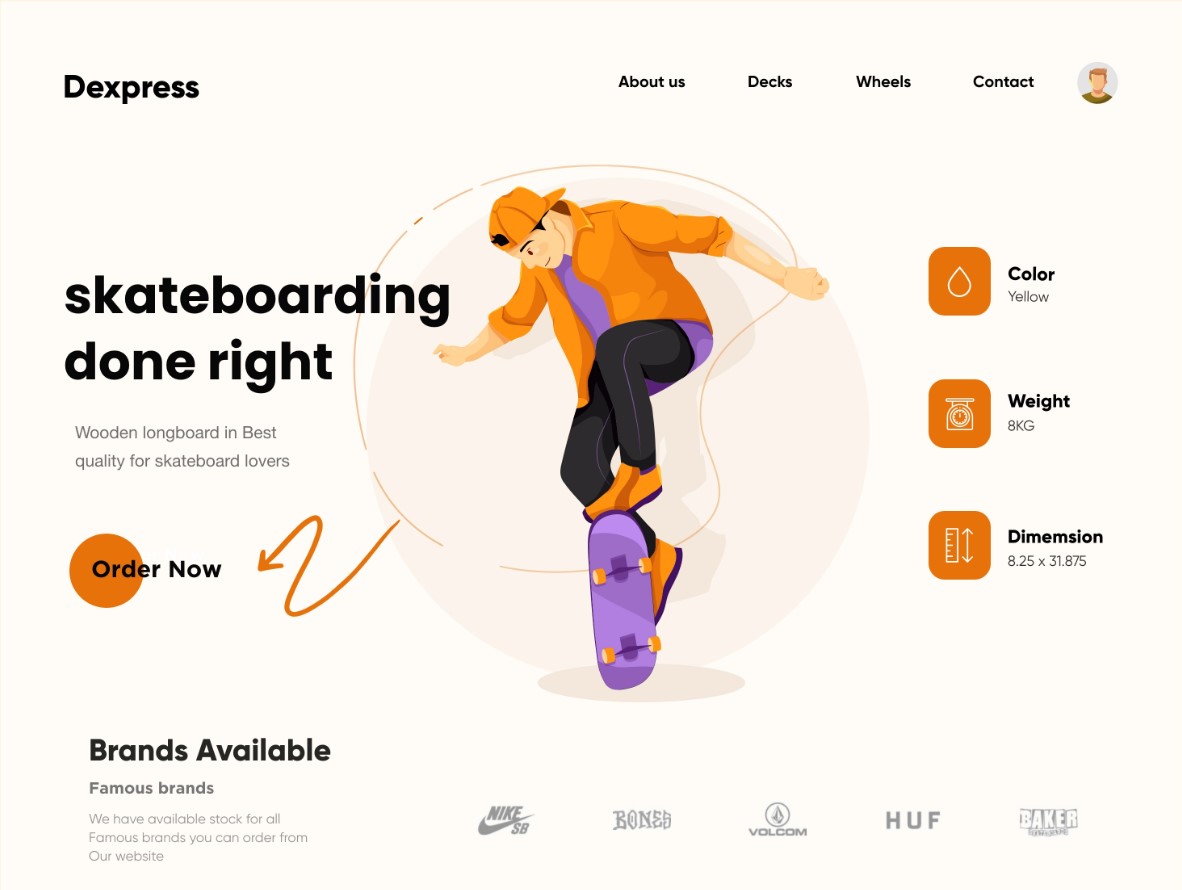 Dexpress
About us
Decks
Wheels
Contact
skateboarding
done right
Wooden longboard in Best
quality for skateboard lovers
Order Now
Color
Yellow
Weight
8KG
Dimemsion
8.25 x 31.875
Brands Available
Famous brands
We have available stock for all
Famous brands you can order from
Our website
NIKE
SB
BONES
VOLCOM
HUF
BAKER